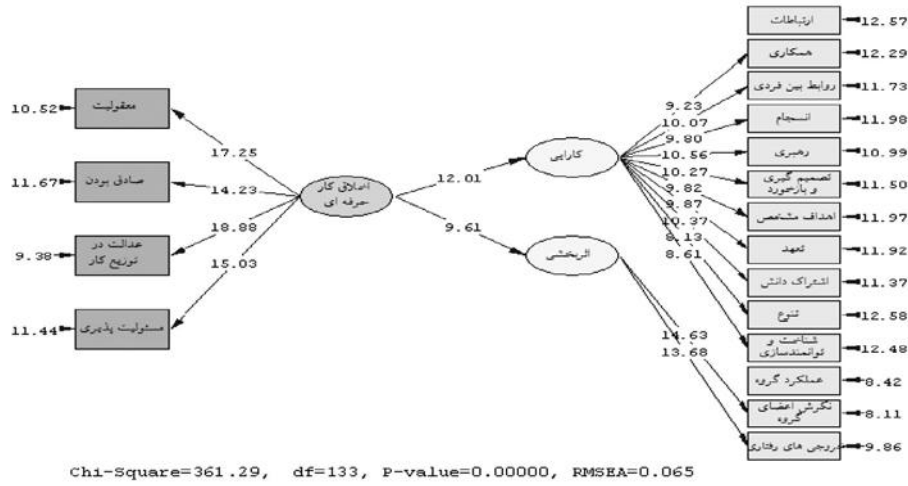 ارتباطات
12.57
همکاری
12.29
روابط بین فردی
11.73
انسجام
11.98
رهبری
10.99
تصمیم گیری
و بازخورد
11.50
اهداف مشخص
11.97
تعهد
11.92
اشتراک دانش
11.37
تنوع
12.58
شناخت و
توانمندسازی
12.48
عملکرد گروه
8.42
نگرش اعضای
گروه
8.11
خروجی های رفتاری
9.86
9.23
10.07
9.80
10.56
10.27
9.82
9.87
10.37
8.13
8.61
14.63
13.68
کارایی
اثربخشی
12.01
9.61
اخلاق کار
حرفه ای
17.25
14.23
18.88
15.03
معقولیت
10.52
صادق بودن
11.67
عدالت در
توزیع کار
9.38
مسئولیت پذیری
11.44
Chi-Square=361.29, df=133, P-value=0.00000, RMSEA=0.065